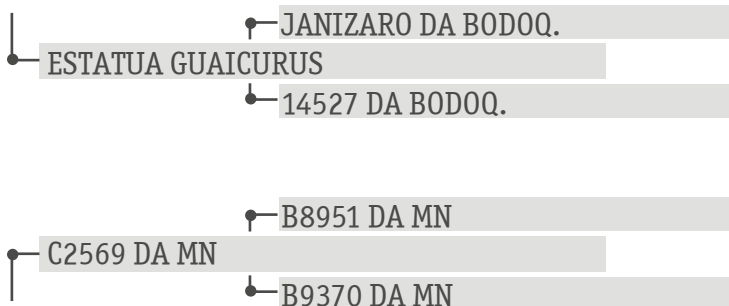 JANIZARO DA BODOQ.
ESTATUA GUAICURUS
14527 DA BODOQ.
B8951 DA MN
C2569 DA MN
B9370 DA MN